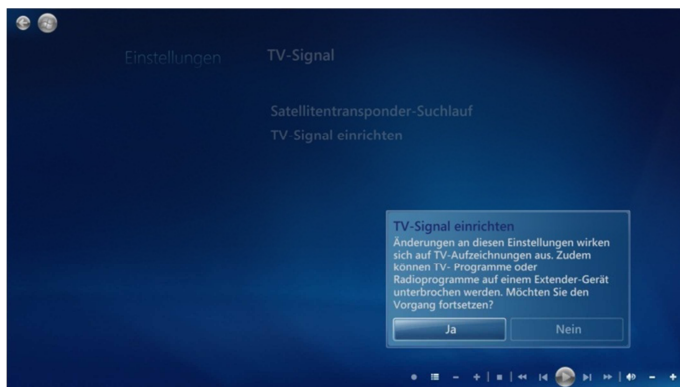 Einstellungen
TV-Signal
Satellitentransponder-Suchlauf
TV-Signal einrichten
TV-Signal einrichten
Änderungen an diesen Einstellungen wirken
sich auf TV-Aufzeichnungen aus. Zudem
können TV- Programme oder
Radioprogramme auf einem Extender-Gerät
unterbrochen werden. Möchten Sie den
Vorgang fortsetzen?
Ja
Nein